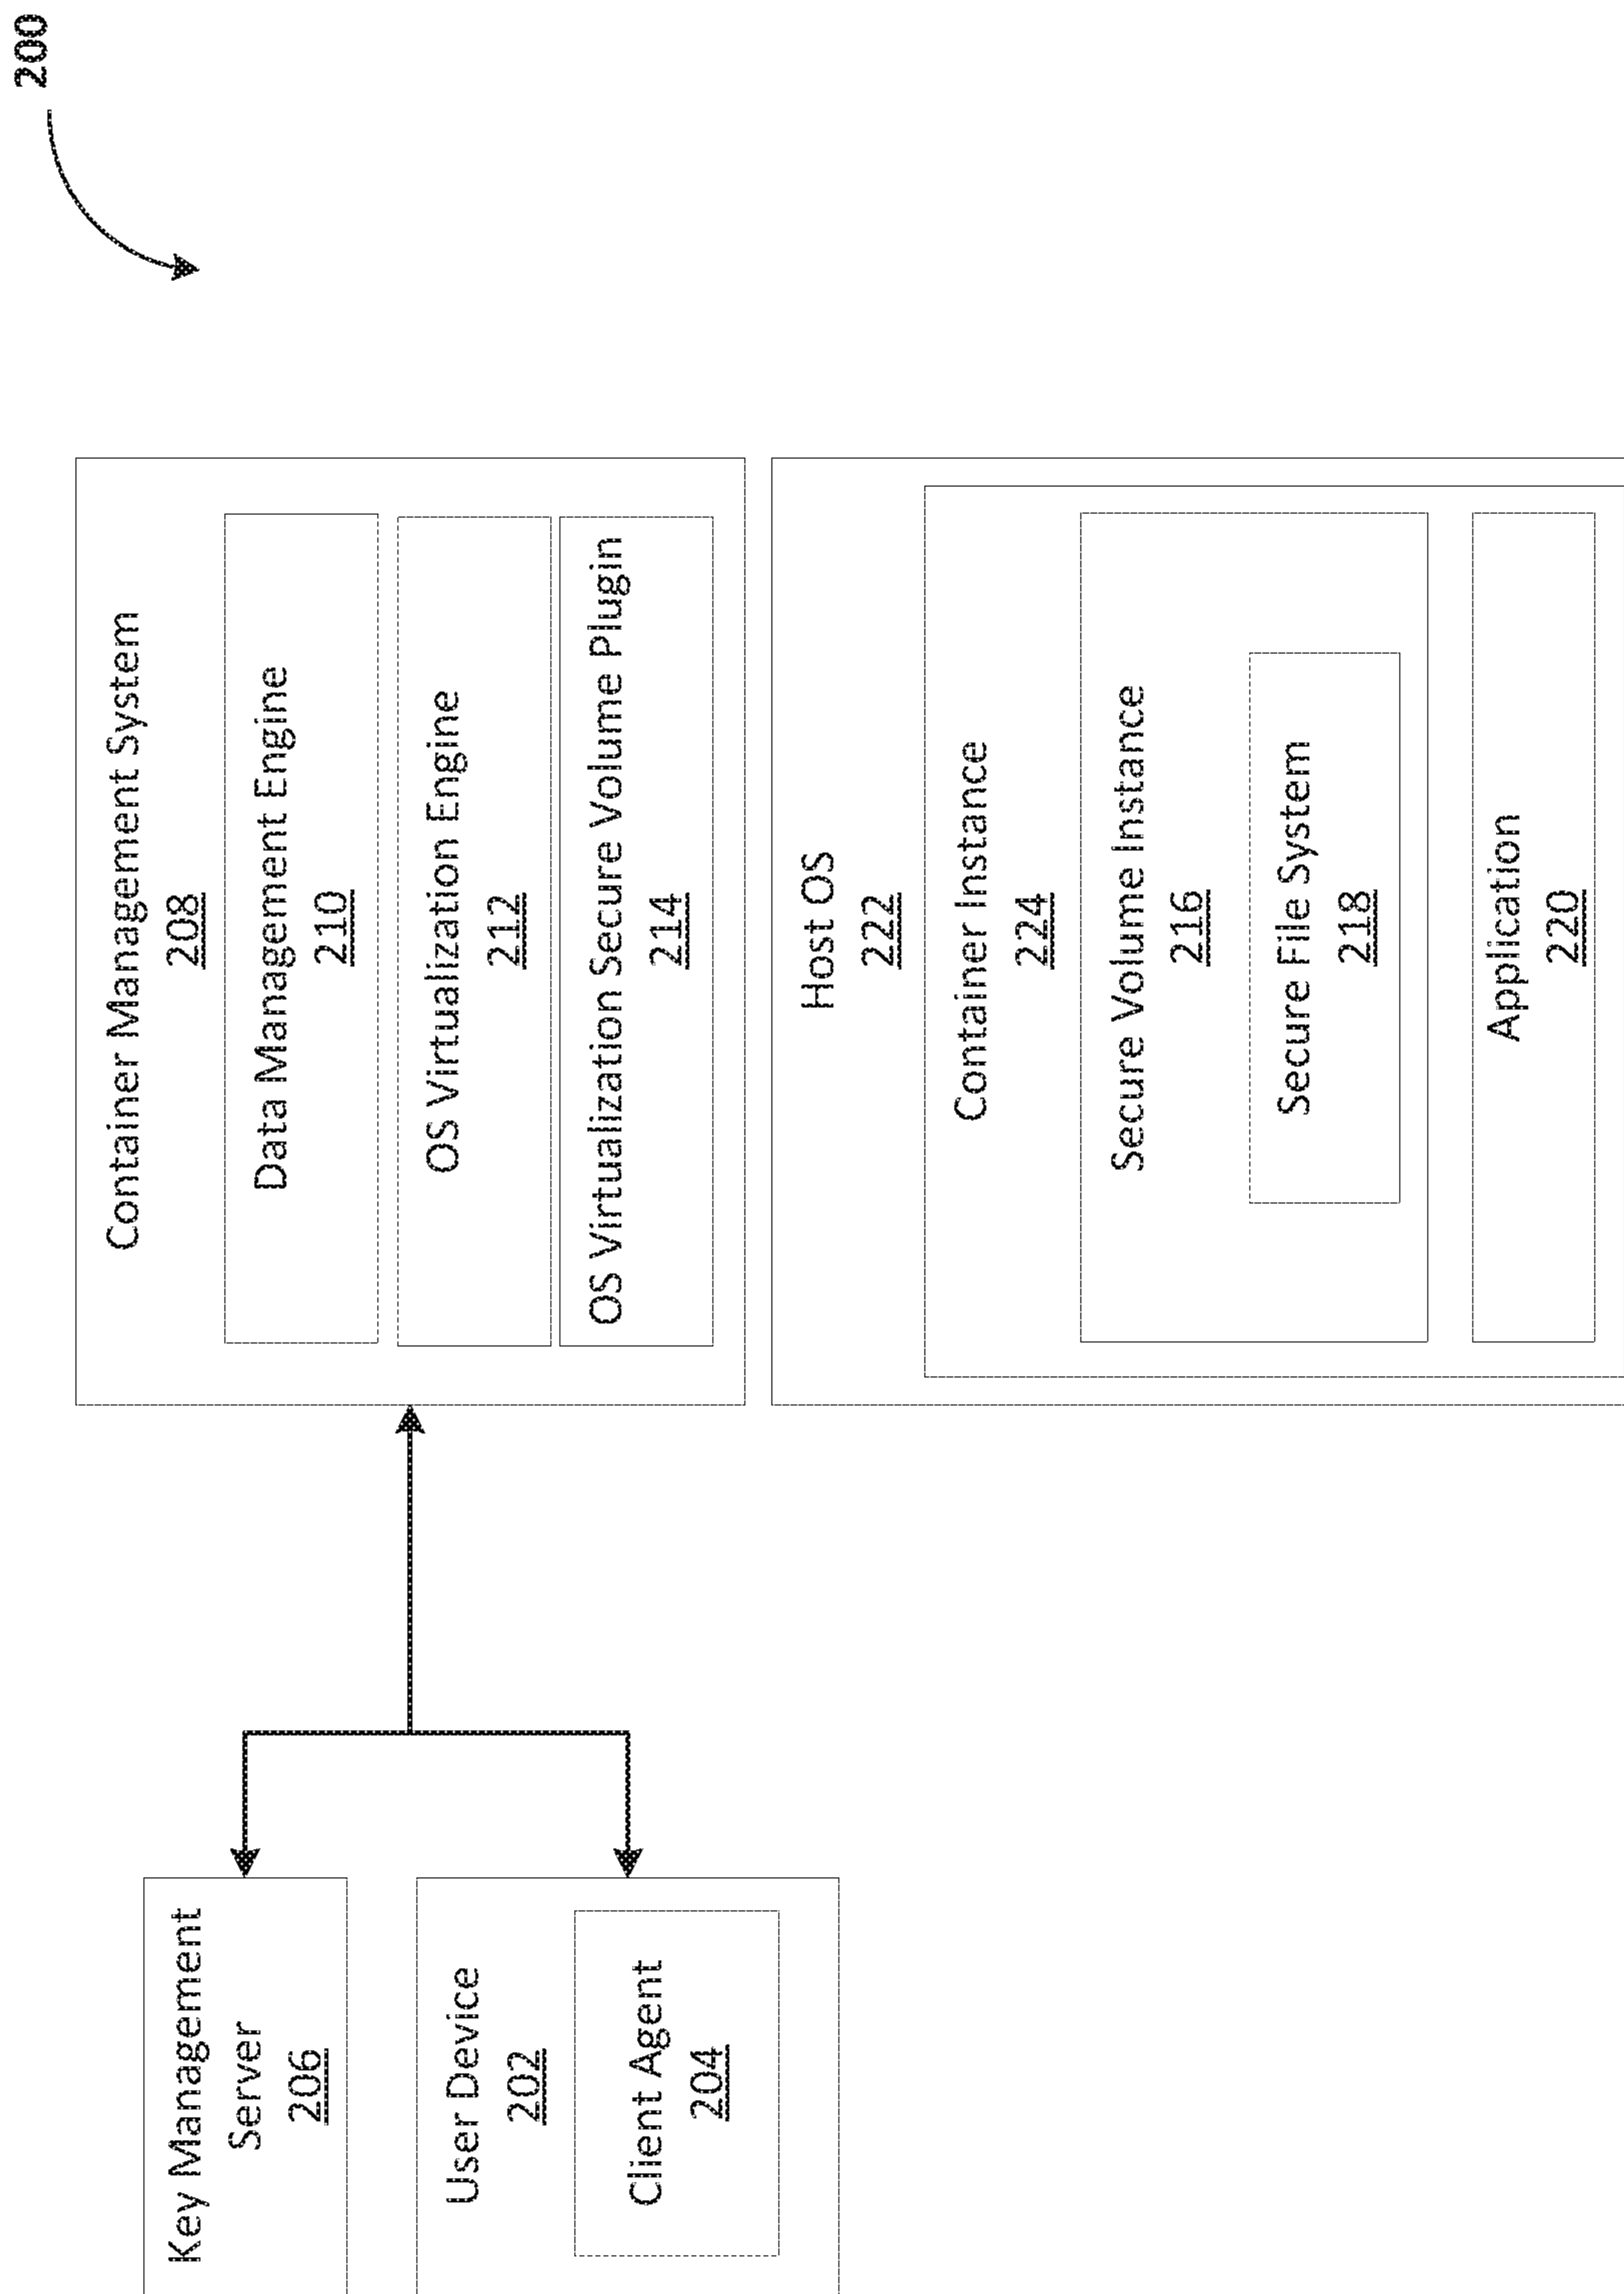 200
Key Management
Server
206
User Device
202
Client Agent
204
Container Management System
208
Data Management Engine
210
OS Virtualization Engine
212
OS Virtualization Secure Volume Plugin
214
Host OS
222
Container Instance
224
Secure Volume Instance
216
Secure File System
218
Application
220